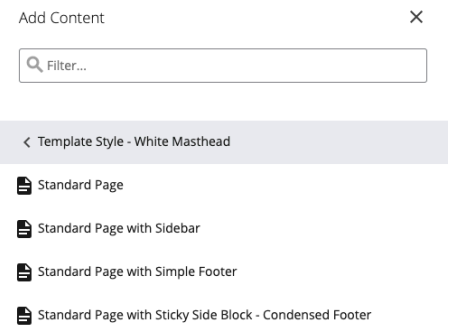 Add Content
Filter...
Template Style - White Masthead
Standard Page
Standard Page with Sidebar
Standard Page with Simple Footer
Standard Page with Sticky Side Block - Condensed Footer